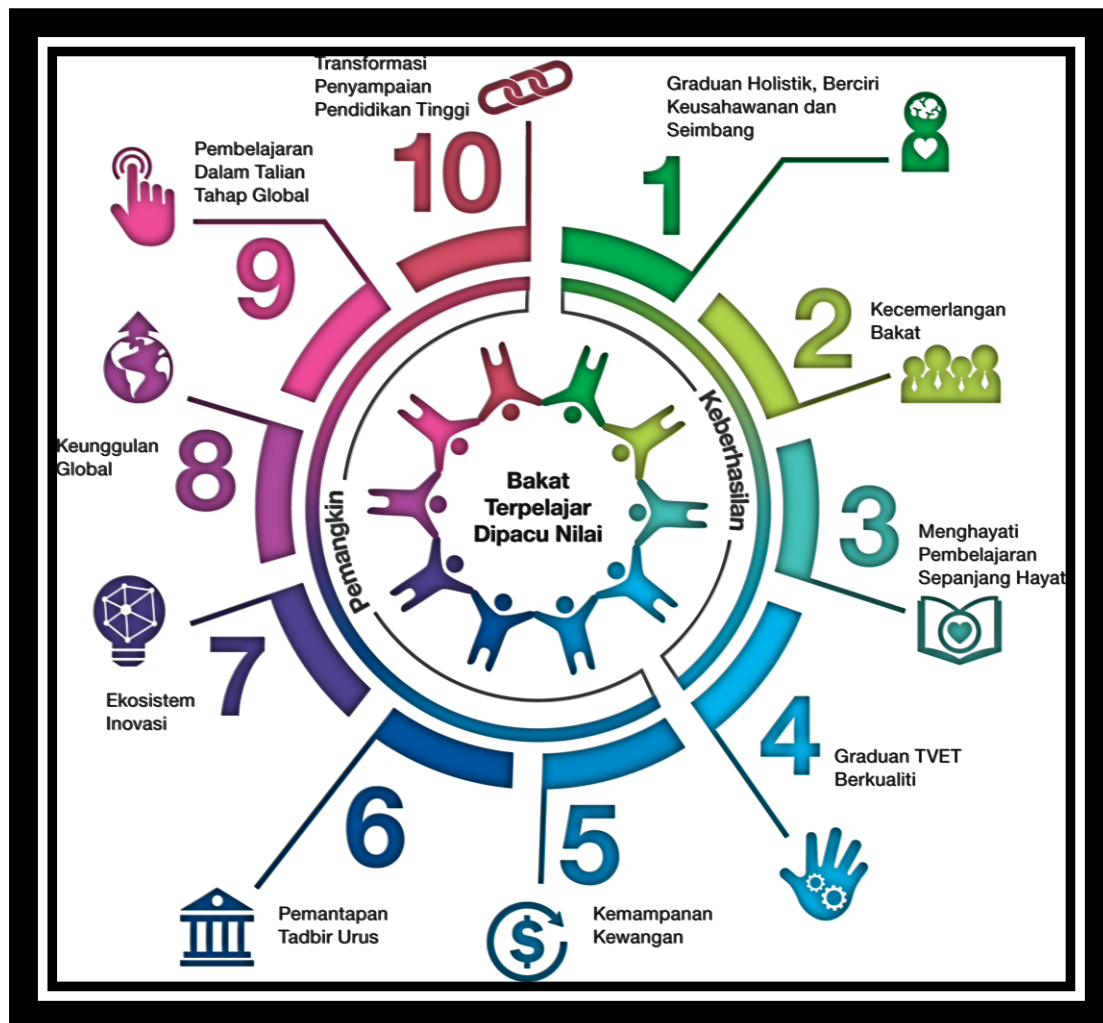 Transformasi
Penyampaian
Pendidikan Tinggi
10
Graduan Holistik, Berciri
Keusahawanan dan
Seimbang
1
2
Kecemerlangan
Bakat
3
Menghayati
Pembelajaran
Sepanjang Hayat
4
Graduan TVET
Berkualiti
5
Kemampanan
Kewangan
6
Pemantapan
Tadbir Urus
7
Ekosistem
Inovasi
8
Keunggulan
Global
9
Pembelajaran
Dalam Talian
Tahap Global
Keberhasilan
Pemangkin
Bakat
Terpelajar
Dipacu Nilai
$